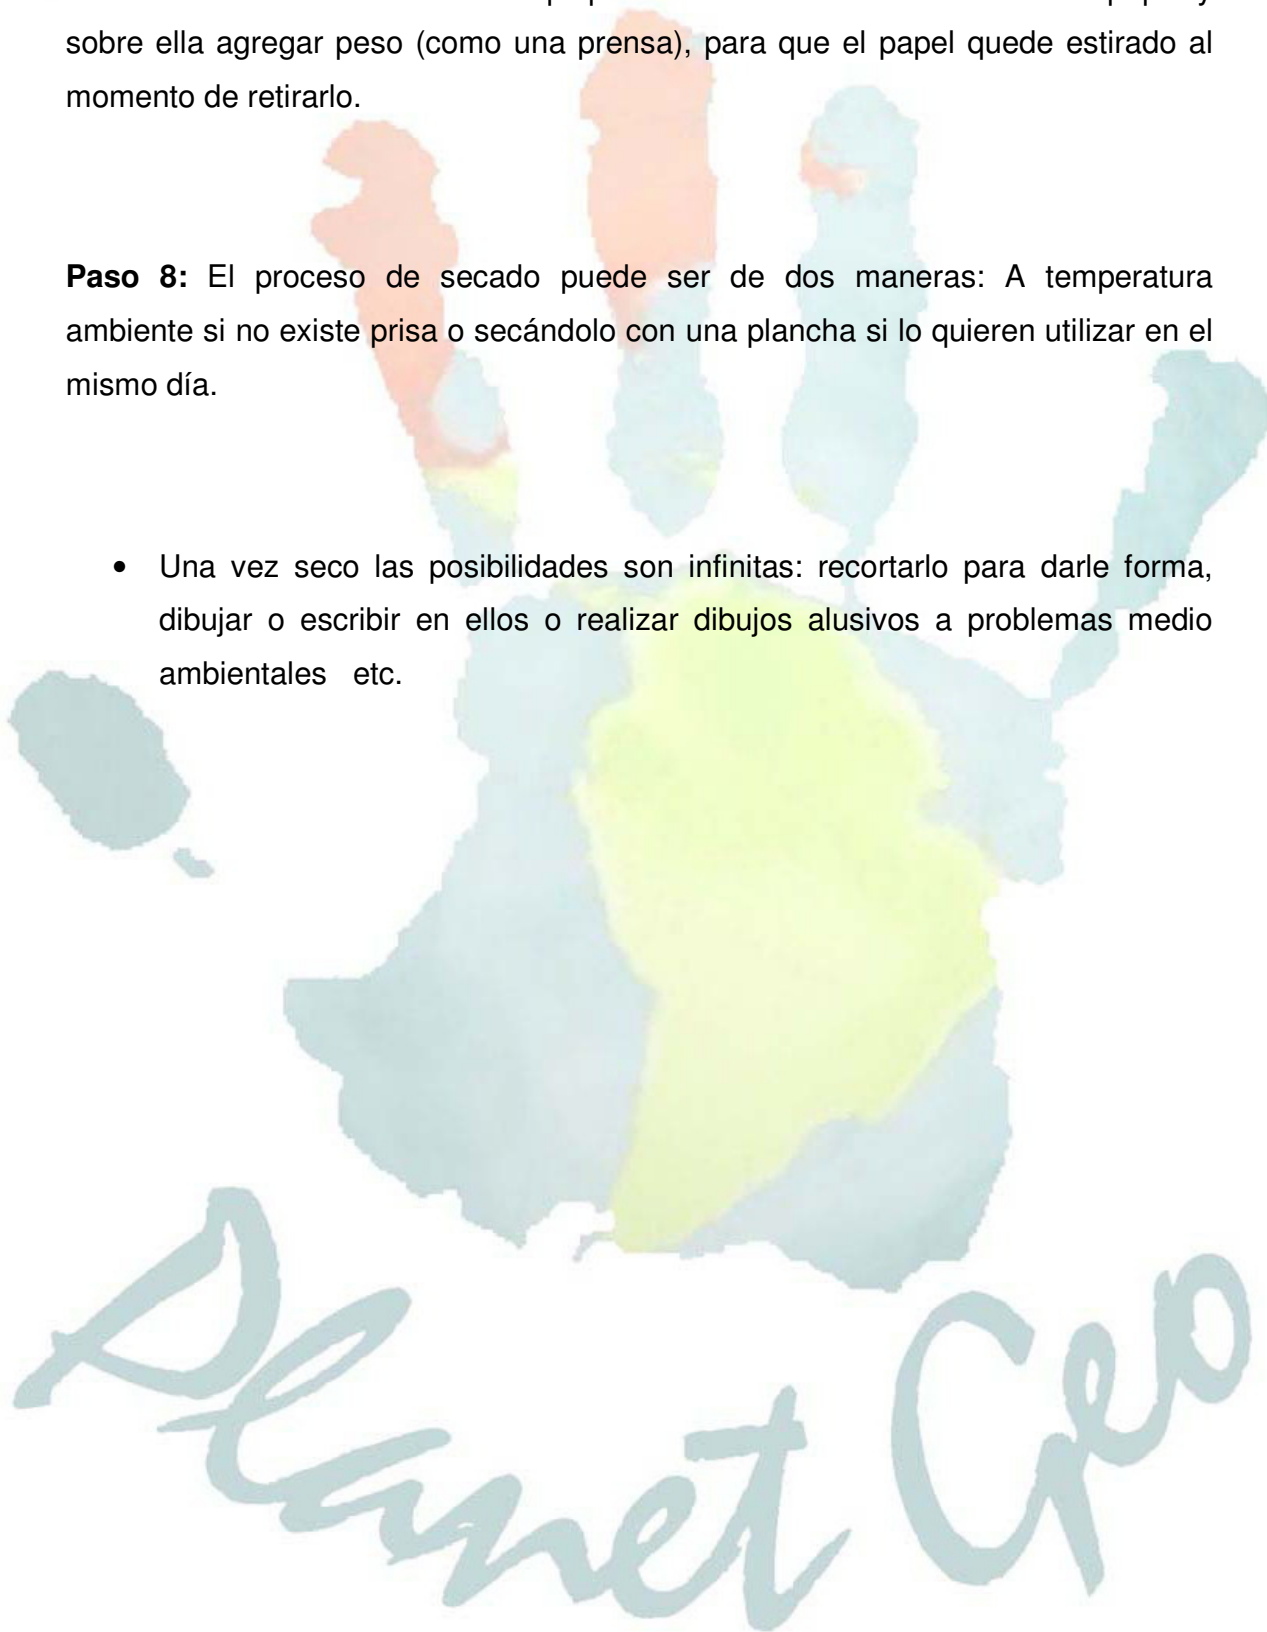 sobre ella agregar peso (como una prensa), para que el papel quede estirado al
momento de retirarlo.
Paso 8: El proceso de secado puede ser de dos maneras: A temperatura
ambiente si no existe prisa o secándolo con una plancha si lo quieren utilizar en el
mismo día.
• Una vez seco las posibilidades son infinitas: recortarlo para darle forma,
dibujar o escribir en ellos o realizar dibujos alusivos a problemas medio
ambientales etc.
Planet Geo